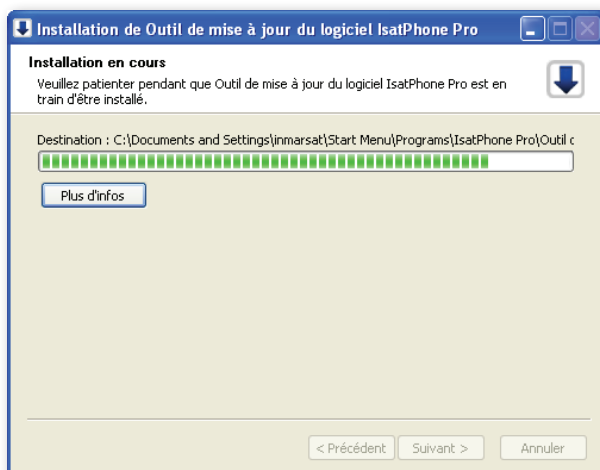 Installation de Outil de mise à jour du logiciel IsatPhone Pro
Installation en cours
Veuillez patienter pendant que Outil de mise à jour du logiciel IsatPhone Pro est en
train d'être installé.
Destination : C:\Documents and Settings\inmarsat\Start Menu\Programs\IsatPhone Pro\Outil
Plus d'infos
< Précédent Suivant > Annuler